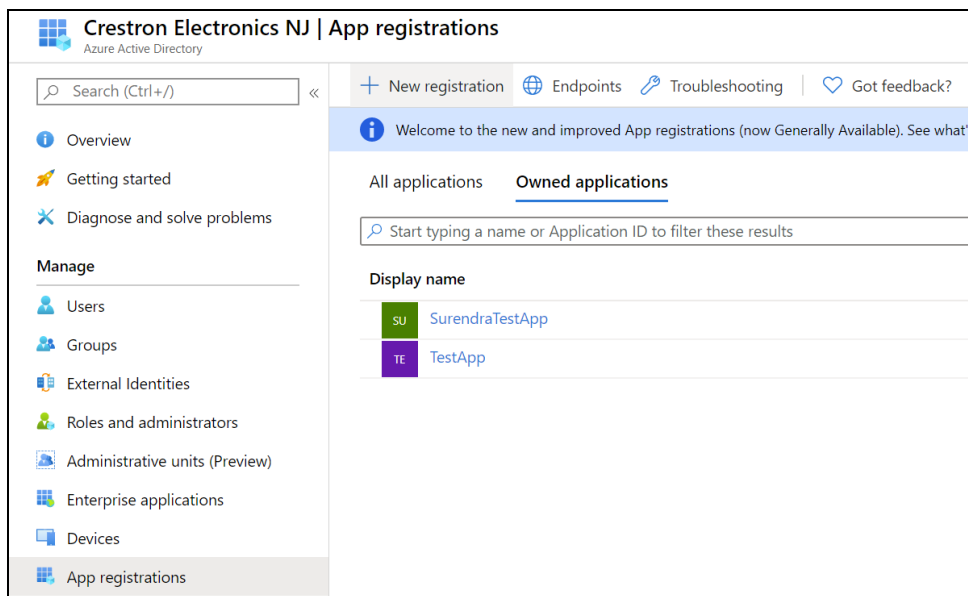 Crestron Electronics NJ | App registrations
Azure Active Directory
Search (Ctrl+/)
«
Overview
Getting started
Diagnose and solve problems
Manage
Users
Groups
External Identities
Roles and administrators
Administrative units (Preview)
Enterprise applications
Devices
App registrations
New registration Endpoints Troubleshooting Got feedback?
Welcome to the new and improved App registrations (now Generally Available). See what'
All applications Owned applications
Start typing a name or Application ID to filter these results
Display name
SU SurendraTestApp
TE TestApp